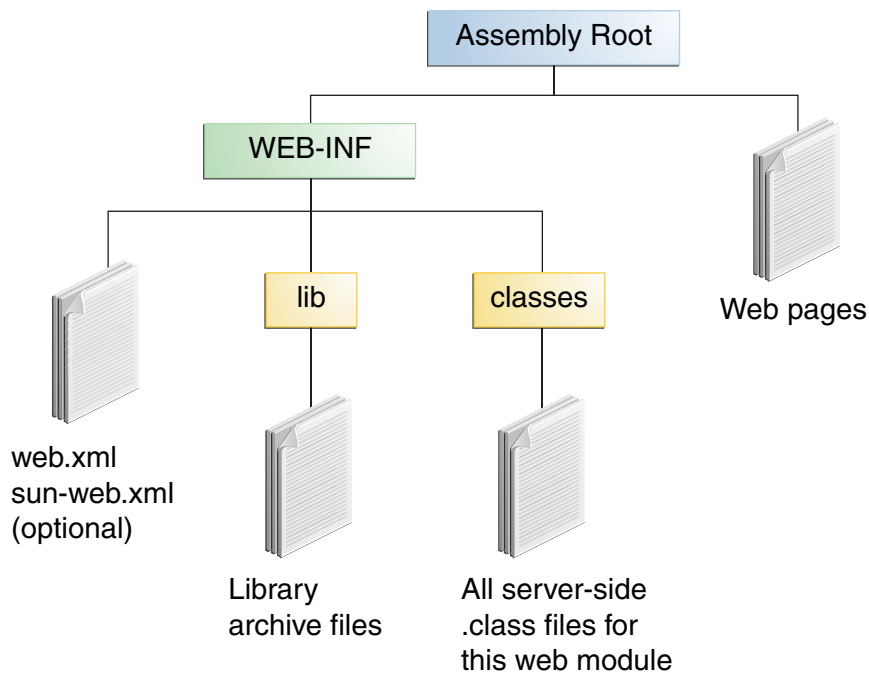 Assembly Root
WEB-INF
lib
classes
Web pages
web.xml
sun-web.xml
(optional)
Library
archive files
All server-side
.class files for
this web module